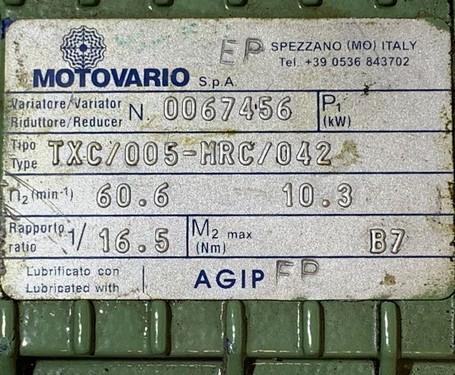 MOTOVARIO S.p.A.
EP
SPEZZANO (MO) ITALY
Tel. +39 0536 843702
Variatore/Variator
Riduttore/Reducer
N. 0067456
P1
(kW)
Tipo
Type
TXC/005-MRC/042
n2 (min-1) 60.6 10.3
Rapporto
ratio
1/ 16.5
M2 max
(Nm)
B7
Lubrificato con
Lubricated with
AGIP EP